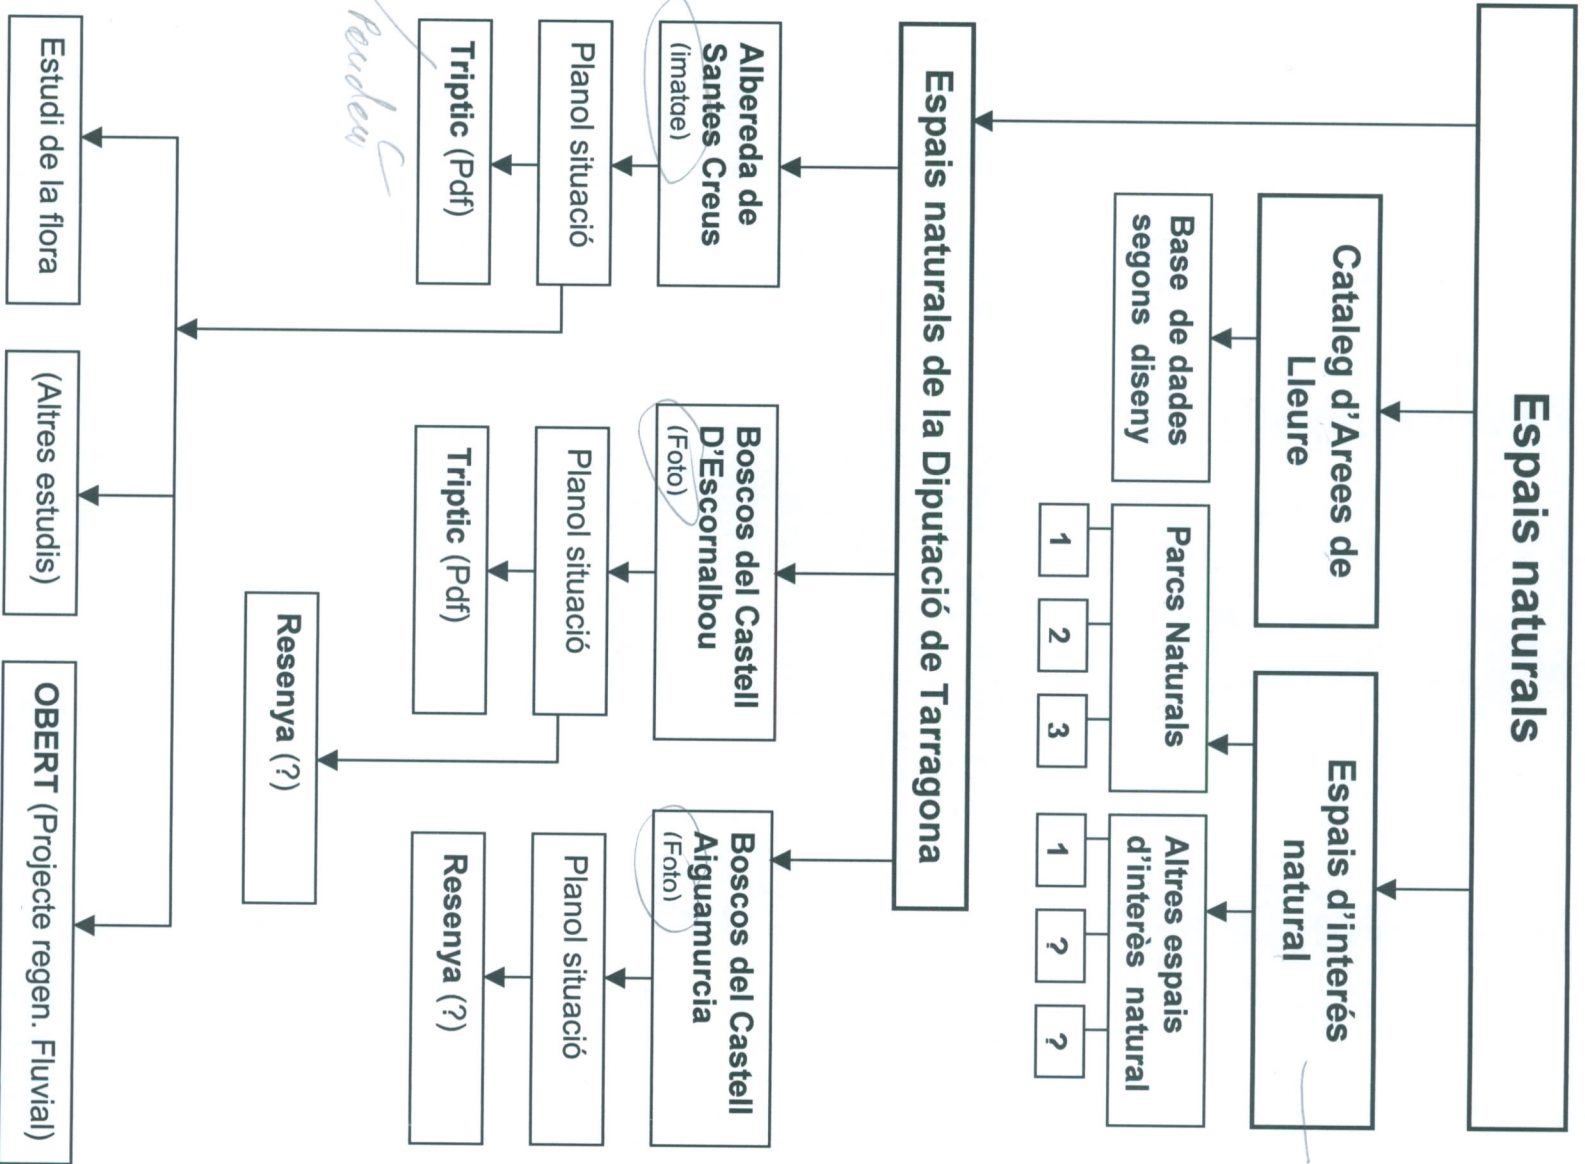 Espais naturals
Cataleg d'Arees de
Lleure
Espais d'interés
natural
Base de dades
segons diseny
Parcs Naturals
1
2
3
Altres espais
d'interès natural
1
?
?
Espais naturals de la Diputació de Tarragona
Albereda de
Santes Creus
(imatge)
Planol situació
Triptic (Pdf)
Boscos del Castell
D'Escornalbou
(Foto)
Planol situació
Triptic (Pdf)
Resenya (?)
Boscos del Castell
Aiguamurcia
(Foto)
Planol situació
Resenya (?)
Estudi de la flora
(Altres estudis)
OBERT (Projecte regen. Fluvial)